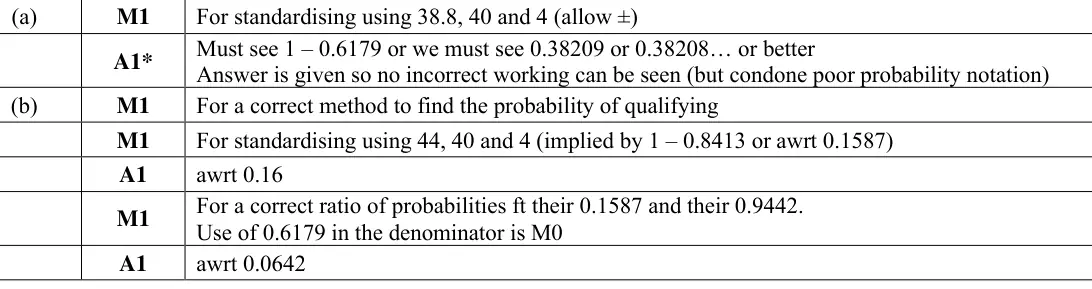 (a) M1 For standardising using 38.8, 40 and 4 (allow ±)
A1* Must see 1 – 0.6179 or we must see 0.38209 or 0.38208… or better
Answer is given so no incorrect working can be seen (but condone poor probability notation)
(b) M1 For a correct method to find the probability of qualifying
M1 For standardising using 44, 40 and 4 (implied by 1 – 0.8413 or awrt 0.1587)
A1 awrt 0.16
M1 For a correct ratio of probabilities ft their 0.1587 and their 0.9442.
Use of 0.6179 in the denominator is M0
A1 awrt 0.0642